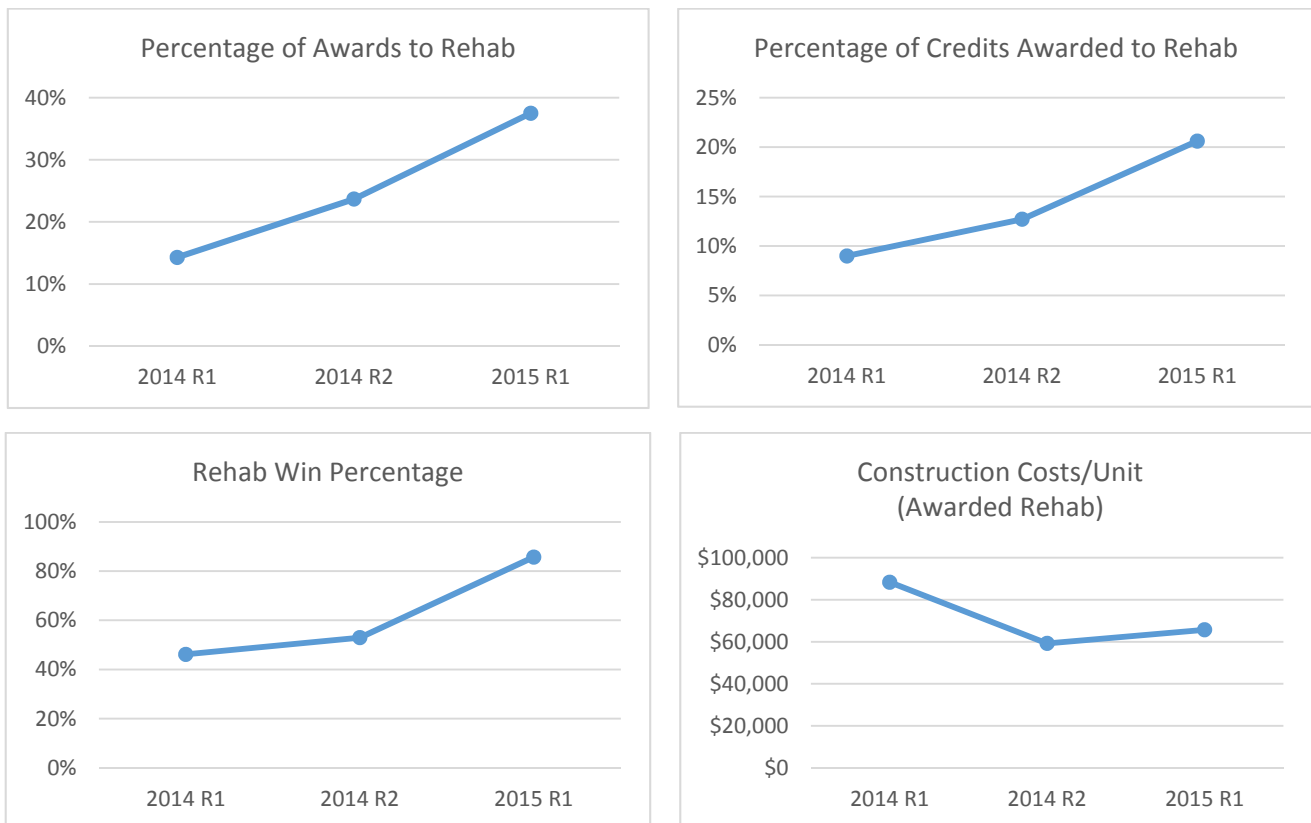 Percentage of Awards to Rehab
40%
30%
20%
10%
0%
2014 R1 2014 R2 2015 R1
Percentage of Credits Awarded to Rehab
25%
20%
15%
10%
5%
0%
2014 R1 2014 R2 2015 R1
Rehab Win Percentage
100%
80%
60%
40%
20%
0%
2014 R1 2014 R2 2015 R1
Construction Costs/Unit
(Awarded Rehab)
$100,000
$80,000
$60,000
$40,000
$20,000
$0
2014 R1 2014 R2 2015 R1